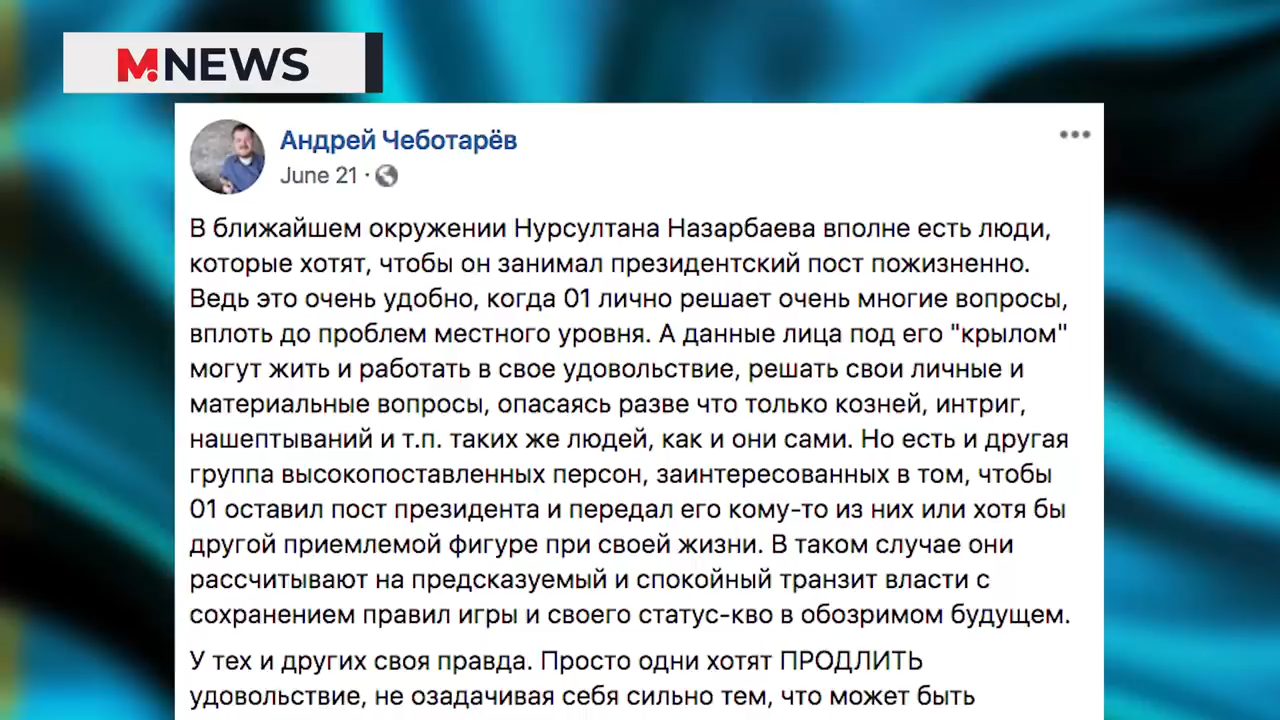 M.NEWS
Андрей Чеботарёв
June 21 ·
В ближайшем окружении Нурсултана Назарбаева вполне есть люди,
которые хотят, чтобы он занимал президентский пост пожизненно.
Ведь это очень удобно, когда 01 лично решает очень многие вопросы,
вплоть до проблем местного уровня. А данные лица под его "крылом"
могут жить и работать в свое удовольствие, решать свои личные и
материальные вопросы, опасаясь разве что только козней, интриг,
нашептываний и т.п. таких же людей, как и они сами. Но есть и другая
группа высокопоставленных персон, заинтересованных в том, чтобы
01 оставил пост президента и передал его кому-то из них или хотя бы
другой приемлемой фигуре при своей жизни. В таком случае они
рассчитывают на предсказуемый и спокойный транзит власти с
сохранением правил игры и своего статус-кво в обозримом будущем.
У тех и других своя правда. Просто одни хотят ПРОДЛИТЬ
удовольствие, не озадачивая себя сильно тем, что может быть